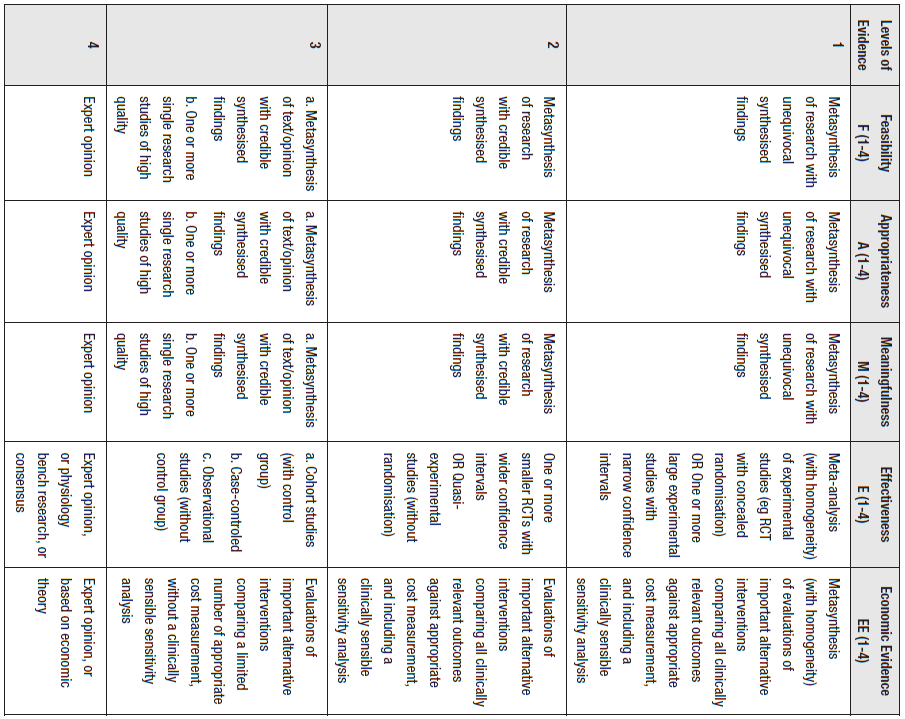 Levels of
Evidence
Feasibility
F (1-4)
Appropriateness
A (1-4)
Meaningfulness
M (1-4)
Effectiveness
E (1-4)
Economic Evidence
EE (1-4)
1
Metasynthesis
of research with
unequivocal
synthesised
findings
Metasynthesis
of research with
unequivocal
synthesised
findings
Metasynthesis
of research with
unequivocal
synthesised
findings
Meta-analysis
(with homogeneity)
of experimental
studies (eg RCT
with concealed
randomisation)
OR One or more
large experimental
studies with
narrow confidence
intervals
Metasynthesis
(with homogeneity)
of evaluations of
important alternative
interventions
comparing all clinically
relevant outcomes
against appropriate
cost measurement,
and including a
clinically sensible
sensitivity analysis
2
Metasynthesis
of research
with credible
synthesised
findings
Metasynthesis
of research
with credible
synthesised
findings
Metasynthesis
of research
with credible
synthesised
findings
One or more
smaller RCTs with
wider confidence
intervals
OR Quasi-
experimental
studies (without
randomisation)
Evaluations of
important alternative
interventions
comparing all clinically
relevant outcomes
against appropriate
cost measurement,
and including a
clinically sensible
sensitivity analysis
3
a. Metasynthesis
of text/opinion
with credible
synthesised
findings
b. One or more
single research
studies of high
quality
a. Metasynthesis
of text/opinion
with credible
synthesised
findings
b. One or more
single research
studies of high
quality
a. Metasynthesis
of text/opinion
with credible
synthesised
findings
b. One or more
single research
studies of high
quality
a. Cohort studies
(with control
group)
b. Case-controled
c. Observational
studies (without
control group)
Evaluations of
important alternative
interventions
comparing a limited
number of appropriate
cost measurement,
without a clinically
sensible sensitivity
analysis
4
Expert opinion
Expert opinion
Expert opinion
Expert opinion,
or physiology
bench research, or
consensus
Expert opinion, or
based on economic
theory